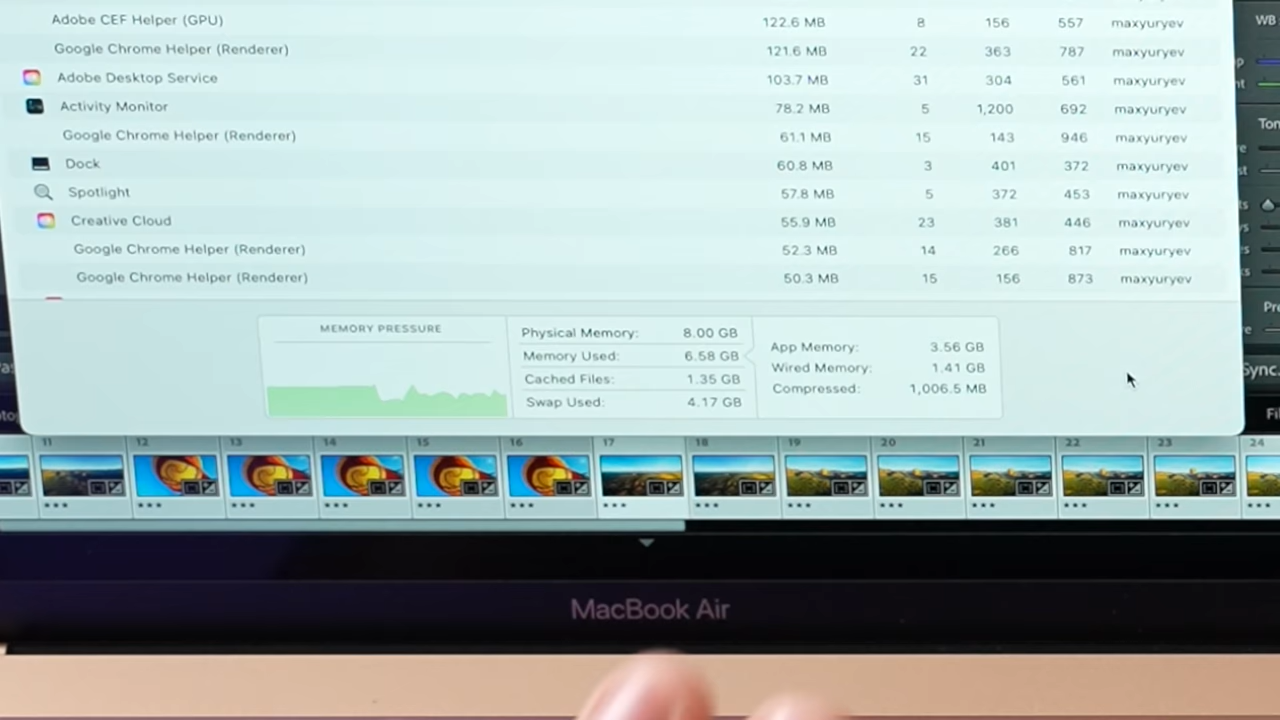 WB
Adobe CEF Helper (GPU) 122.6 MB 8 156 557 maxyuryev
Google Chrome Helper (Renderer) 121.6 MB 22 363 787 maxyuryev
Adobe Desktop Service 103.7 MB 31 304 561 maxyuryev
Activity Monitor 78.2 MB 5 1,200 692 maxyuryev
Google Chrome Helper (Renderer) 61.1 MB 15 143 946 maxyuryev
Dock 60.8 MB 3 401 372 maxyuryev
Spotlight 57.8 MB 5 372 453 maxyuryev
Creative Cloud 55.9 MB 23 381 446 maxyuryev
Google Chrome Helper (Renderer) 52.3 MB 14 266 817 maxyuryev
Google Chrome Helper (Renderer) 50.3 MB 15 156 873 maxyuryev
MEMORY PRESSURE
Physical Memory: 8.00 GB
Memory Used: 6.58 GB
Cached Files: 1.35 GB
Swap Used: 4.17 GB
App Memory: 3.56 GB
Wired Memory: 1.41 GB
Compressed: 1,006.5 MB
Sync.
11 12 13 14 15 16 17 18 19 20 21 22 23 24
MacBook Air